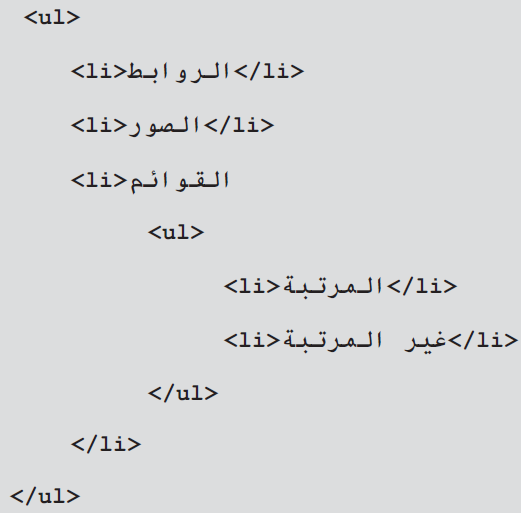 <ul>
<li>الروابط</li>
<li>الصور</li>
<li>القوائم
<ul>
<li>المرتبة</li>
<li>غير المرتبة</li>
</ul>
</li>
</ul>